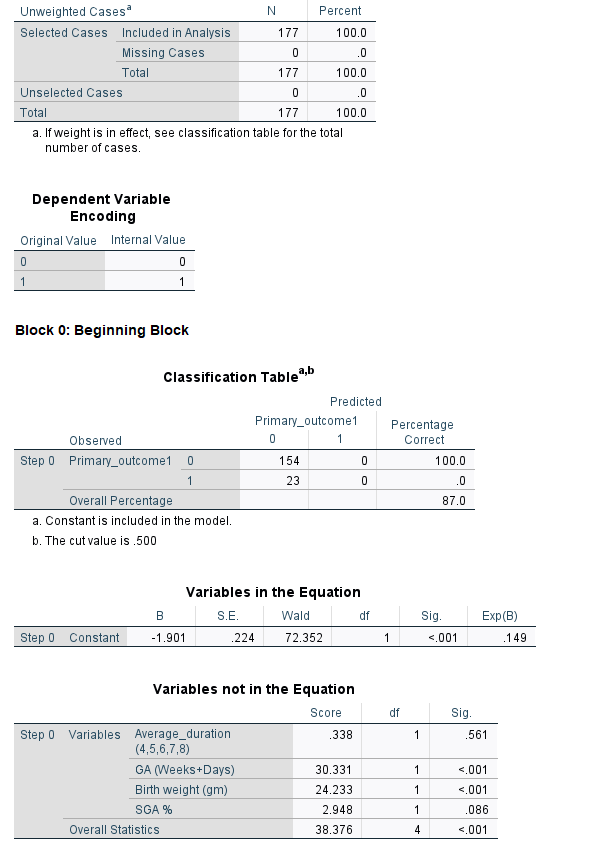 Unweighted Cases^a N Percent
Selected Cases Included in Analysis 177 100.0
Missing Cases 0 .0
Total 177 100.0
Unselected Cases 0 .0
Total 177 100.0
a. If weight is in effect, see classification table for the total
number of cases.
Dependent Variable
Encoding
Original Value Internal Value
0 0
1 1
Block 0: Beginning Block
Classification Table^a,b
Predicted
Primary_outcome1 Percentage
Observed 0 1 Correct
Step 0 Primary_outcome1 0 154 0 100.0
1 23 0 .0
Overall Percentage 87.0
a. Constant is included in the model.
b. The cut value is .500
Variables in the Equation
B S.E. Wald df Sig. Exp(B)
Step 0 Constant -1.901 .224 72.352 1 <.001 .149
Variables not in the Equation
Score df Sig.
Step 0 Variables Average_duration .338 1 .561
(4,5,6,7,8)
GA (Weeks+Days) 30.331 1 <.001
Birth weight (gm) 24.233 1 <.001
SGA % 2.948 1 .086
Overall Statistics 38.376 4 <.001